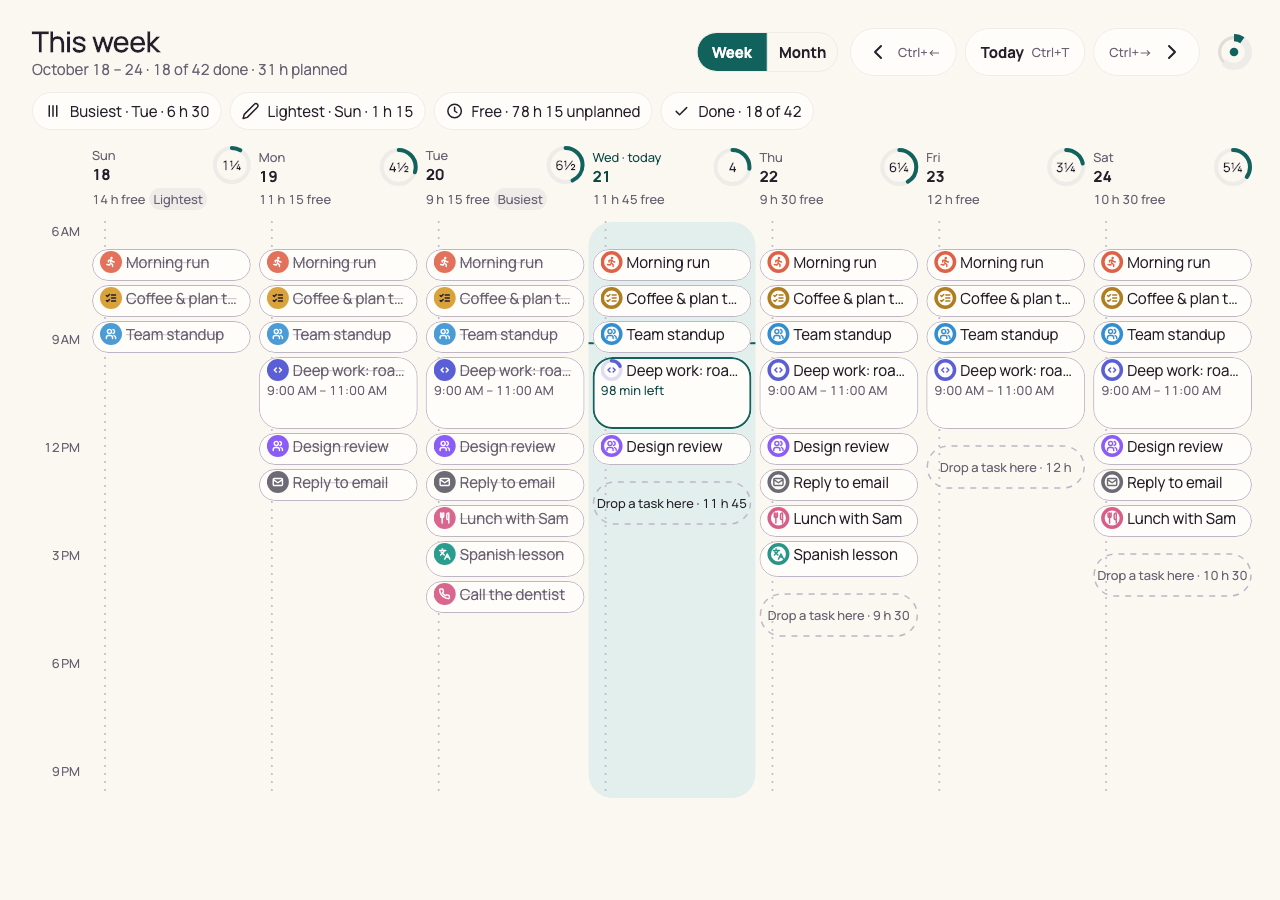 This week
October 18 – 24 · 18 of 42 done · 31 h planned
Week
Month
Ctrl+←
Today Ctrl+T
Ctrl+→
Busiest · Tue · 6 h 30
Lightest · Sun · 1 h 15
Free · 78 h 15 unplanned
Done · 18 of 42
Sun
18
1¼
14 h free Lightest
Mon
19
4½
11 h 15 free
Tue
20
6½
9 h 15 free Busiest
Wed · today
21
4
11 h 45 free
Thu
22
6¼
9 h 30 free
Fri
23
3¼
12 h free
Sat
24
5¼
10 h 30 free
6 AM
9 AM
12 PM
3 PM
6 PM
9 PM
Morning run
Coffee & plan t…
Team standup
Morning run
Coffee & plan t…
Team standup
Deep work: roa…
9:00 AM – 11:00 AM
Design review
Reply to email
Morning run
Coffee & plan t…
Team standup
Deep work: roa…
9:00 AM – 11:00 AM
Design review
Reply to email
Lunch with Sam
Spanish lesson
Call the dentist
Morning run
Coffee & plan t…
Team standup
Deep work: roa…
98 min left
Design review
Drop a task here · 11 h 45
Morning run
Coffee & plan t…
Team standup
Deep work: roa…
9:00 AM – 11:00 AM
Design review
Reply to email
Lunch with Sam
Spanish lesson
Drop a task here · 9 h 30
Morning run
Coffee & plan t…
Team standup
Deep work: roa…
9:00 AM – 11:00 AM
Drop a task here · 12 h
Morning run
Coffee & plan t…
Team standup
Deep work: roa…
9:00 AM – 11:00 AM
Design review
Reply to email
Lunch with Sam
Drop a task here · 10 h 30